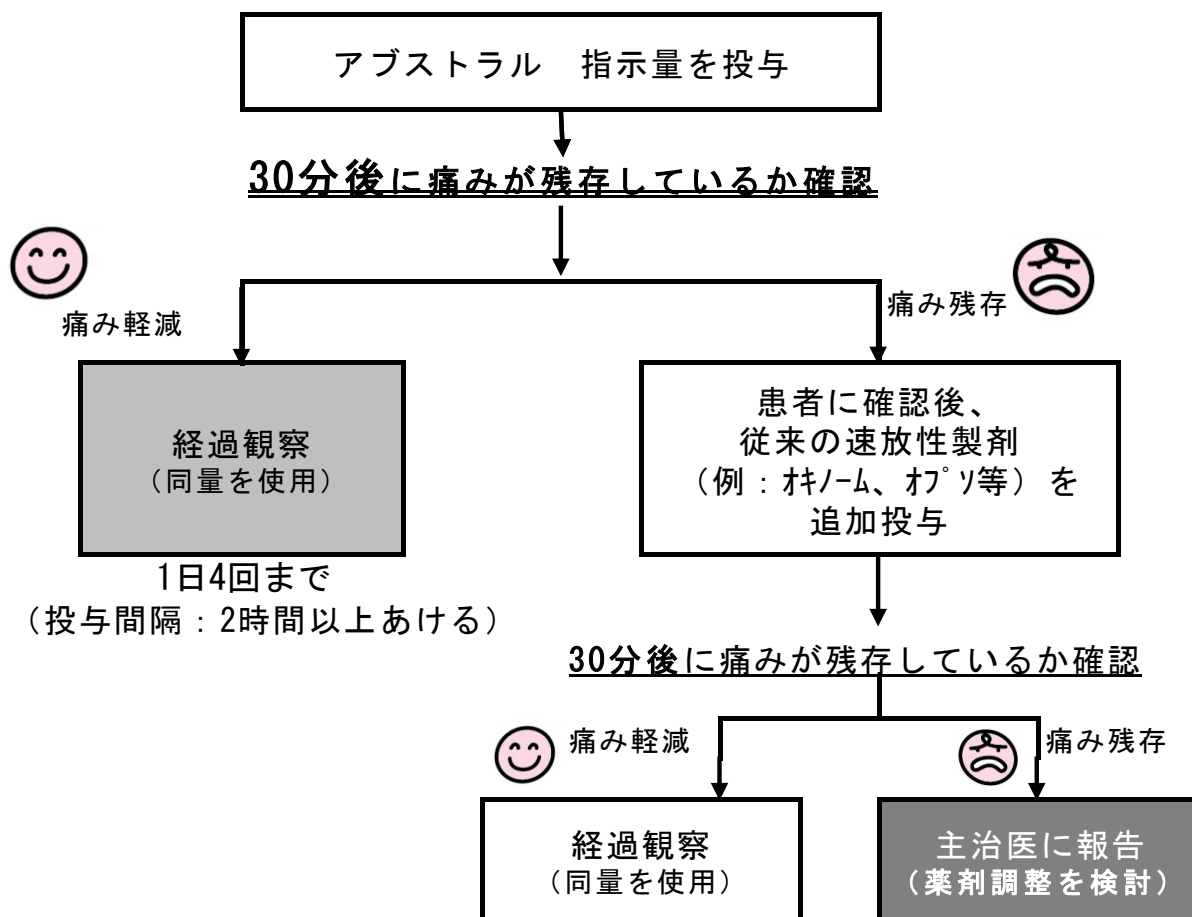 アブストラル　指示量を投与
30分後に痛みが残存しているか確認
痛み軽減
痛み残存
経過観察
（同量を使用）
1日4回まで
（投与間隔：2時間以上あける）
患者に確認後、
従来の速放性製剤
（例：ｵｷﾉｰﾑ、ｵﾌﾟｿ等）を
追加投与
30分後に痛みが残存しているか確認
痛み軽減
痛み残存
経過観察
（同量を使用）
主治医に報告
（薬剤調整を検討）